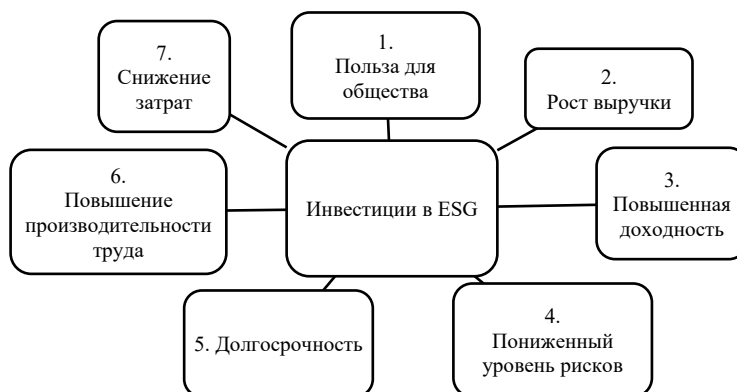 1.
Польза для
общества
2.
Рост выручки
3.
Повышенная
доходность
4.
Пониженный
уровень рисков
5. Долгосрочность
6.
Повышение
производительности
труда
7.
Снижение
затрат
Инвестиции в ESG